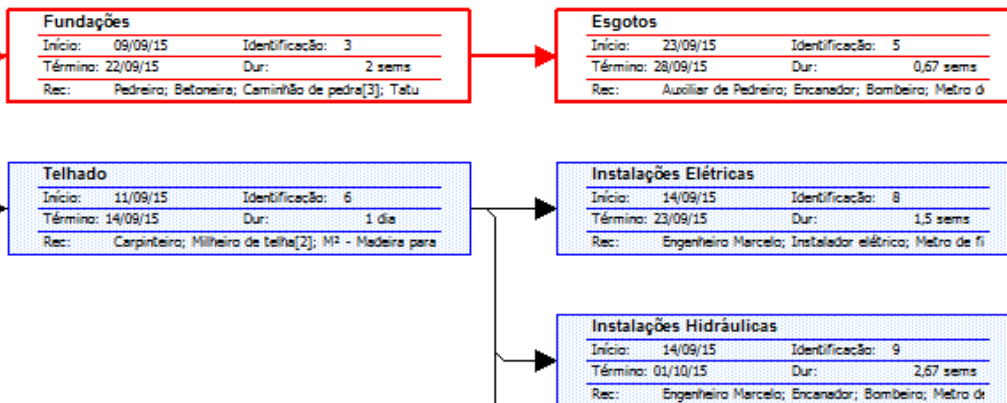 Fundações
Início: 09/09/15 Identificação: 3
Término: 22/09/15 Dur: 2 sems
Rec: Pedreiro; Betoneira; Caminhão de pedra[3]; Tatu
Esgotos
Início: 23/09/15 Identificação: 5
Término: 28/09/15 Dur: 0,67 sems
Rec: Auxiliar de Pedreiro; Encanador; Bombeiro; Metro d
Telhado
Início: 11/09/15 Identificação: 6
Término: 14/09/15 Dur: 1 dia
Rec: Carpinteiro; Milheiro de telha[2]; M² - Madeira para
Instalações Elétricas
Início: 14/09/15 Identificação: 8
Término: 23/09/15 Dur: 1,5 sems
Rec: Engenheiro Marcelo; Instalador elétrico; Metro de fi
Instalações Hidráulicas
Início: 14/09/15 Identificação: 9
Término: 01/10/15 Dur: 2,67 sems
Rec: Engenheiro Marcelo; Encanador; Bombeiro; Metro de